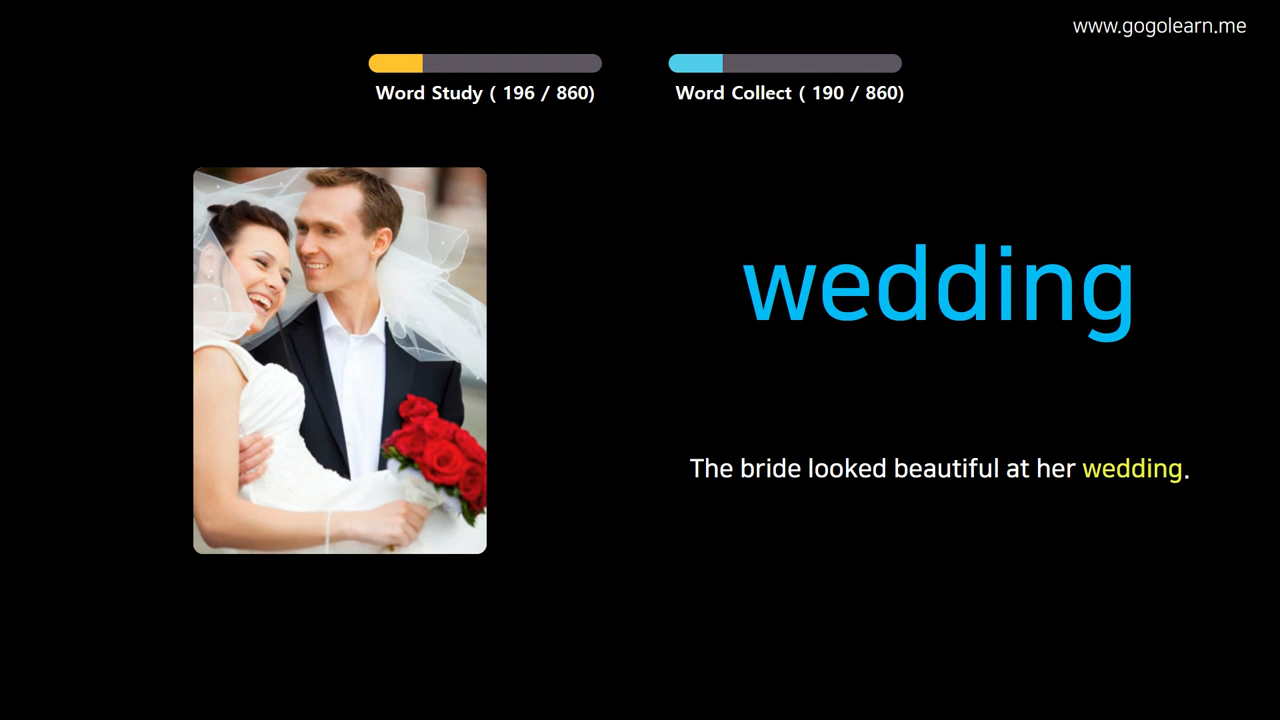 www.gogolearn.me
Word Study ( 196 / 860)
Word Collect ( 190 / 860)
wedding
The bride looked beautiful at her wedding.